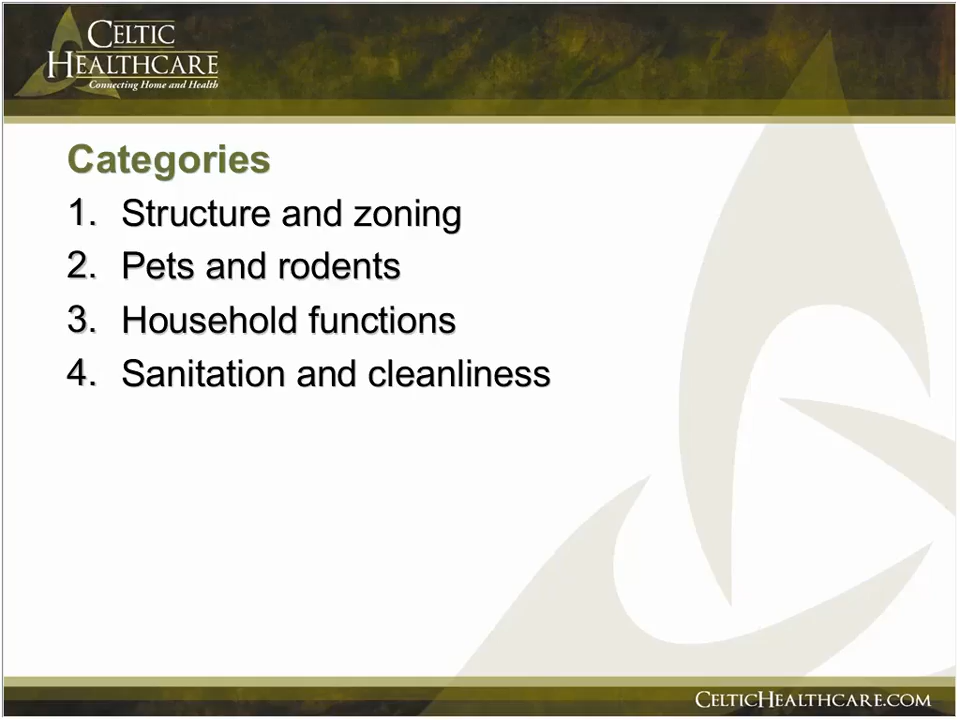 CELTIC
HEALTHCARE
Connecting Home and Health
Categories
1. Structure and zoning
2. Pets and rodents
3. Household functions
4. Sanitation and cleanliness
CELTICHEALTHCARE.COM